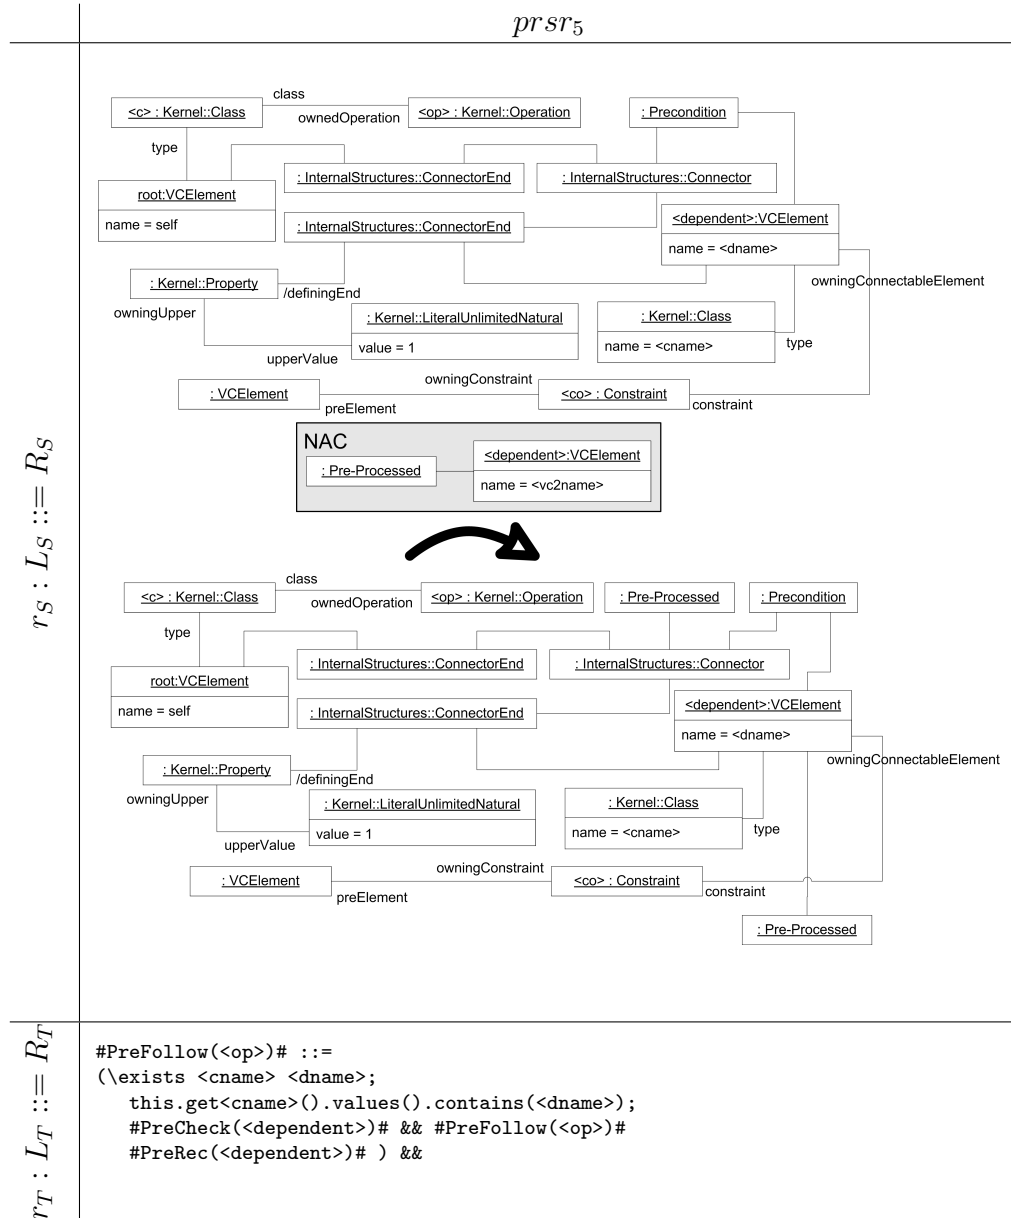 prsr5
class
<c> : Kernel::Class
ownedOperation
<op> : Kernel::Operation
: Precondition
type
: InternalStructures::ConnectorEnd
: InternalStructures::Connector
root:VCElement
name = self
: InternalStructures::ConnectorEnd
<dependent>:VCElement
name = <dname>
: Kernel::Property
/definingEnd
owningConnectableElement
owningUpper
: Kernel::LiteralUnlimitedNatural
value = 1
: Kernel::Class
name = <cname>
type
upperValue
: VCElement
owningConstraint
preElement
<co> : Constraint
constraint
NAC
: Pre-Processed
<dependent>:VCElement
name = <vc2name>
rS : LS ::= RS
class
<c> : Kernel::Class
ownedOperation
<op> : Kernel::Operation
: Pre-Processed
: Precondition
type
: InternalStructures::ConnectorEnd
: InternalStructures::Connector
root:VCElement
name = self
: InternalStructures::ConnectorEnd
<dependent>:VCElement
name = <dname>
: Kernel::Property
/definingEnd
owningConnectableElement
owningUpper
: Kernel::LiteralUnlimitedNatural
value = 1
: Kernel::Class
name = <cname>
type
upperValue
: VCElement
owningConstraint
preElement
<co> : Constraint
constraint
: Pre-Processed
rT : LT ::= RT
#PreFollow(<op>)# ::=
(\exists <cname> <dname>;
this.get<cname>().values().contains(<dname>);
#PreCheck(<dependent>)# && #PreFollow(<op>)#
#PreRec(<dependent>)# ) &&